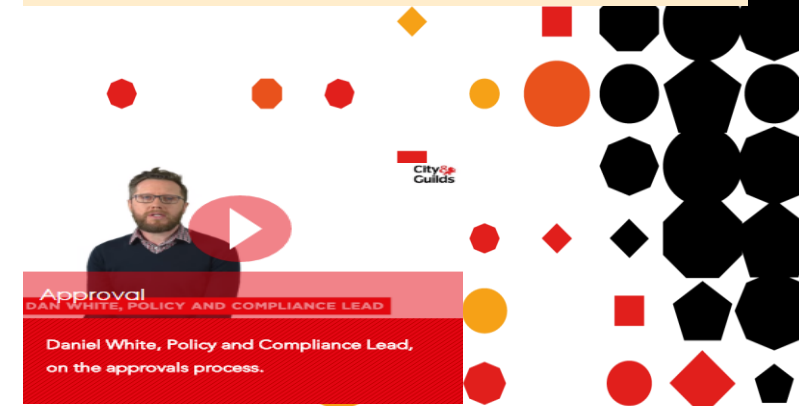 City&
Guilds
Approval
DAN WHITE, POLICY AND COMPLIANCE LEAD
Daniel White, Policy and Compliance Lead,
on the approvals process.